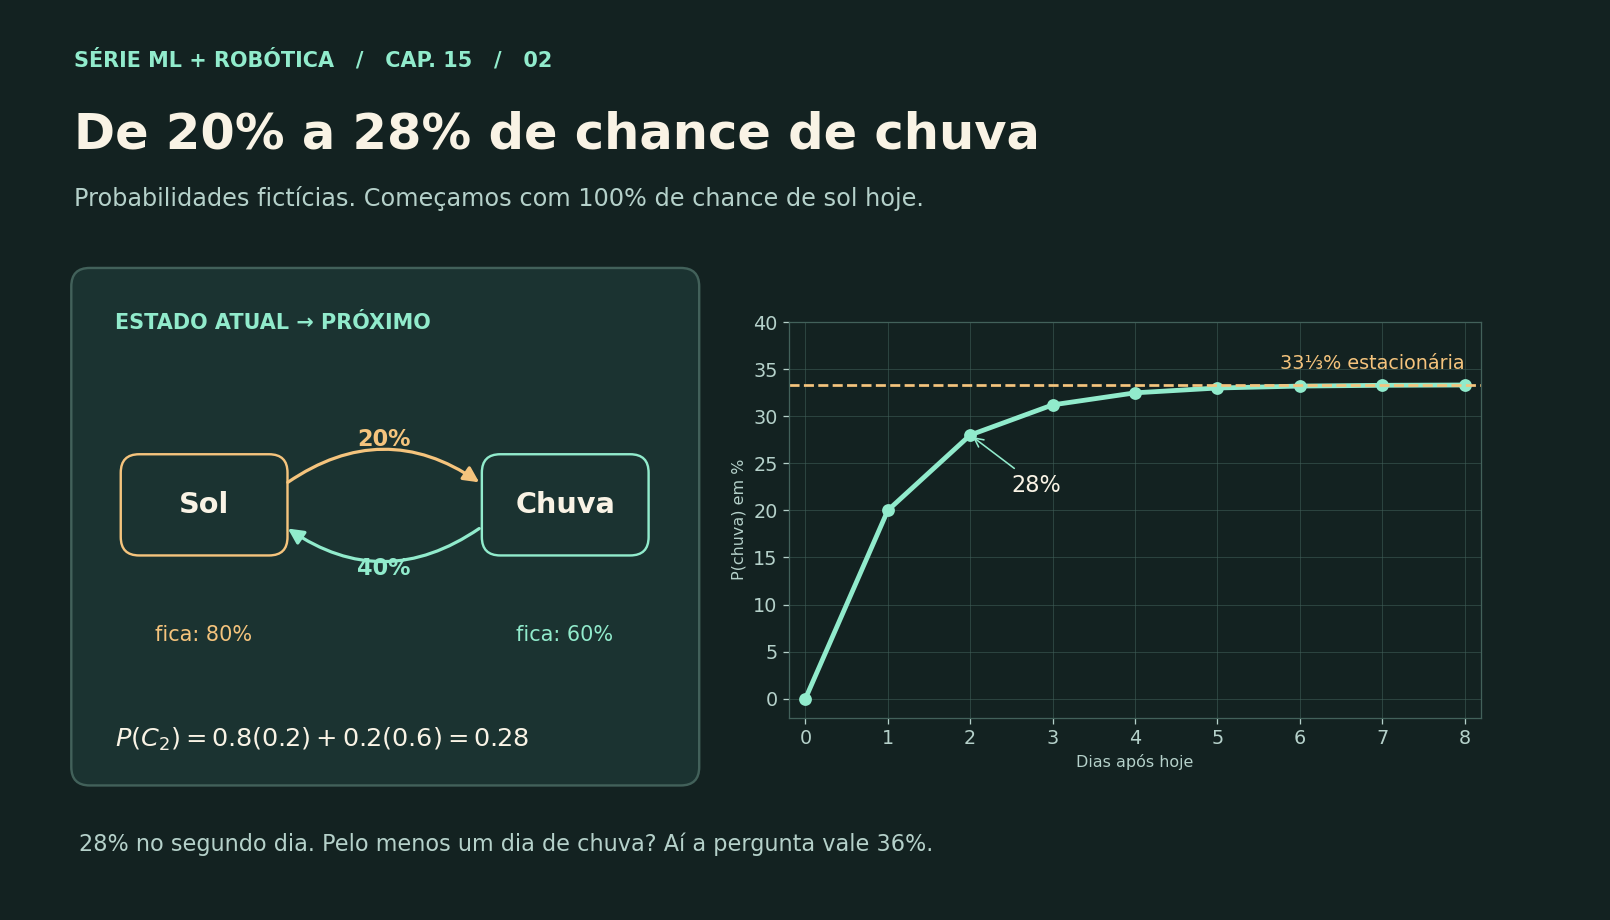 SÉRIE ML + ROBÓTICA / CAP. 15 / 02
De 20% a 28% de chance de chuva
Probabilidades fictícias. Começamos com 100% de chance de sol hoje.
ESTADO ATUAL → PRÓXIMO
20%
Sol
Chuva
40%
fica: 80%
fica: 60%
P(C₂) = 0.8(0.2) + 0.2(0.6) = 0.28
40
35
30
25
20
15
10
5
0
P(chuva) em %
33⅓% estacionária
28%
0 1 2 3 4 5 6 7 8
Dias após hoje
28% no segundo dia. Pelo menos um dia de chuva? Aí a pergunta vale 36%.